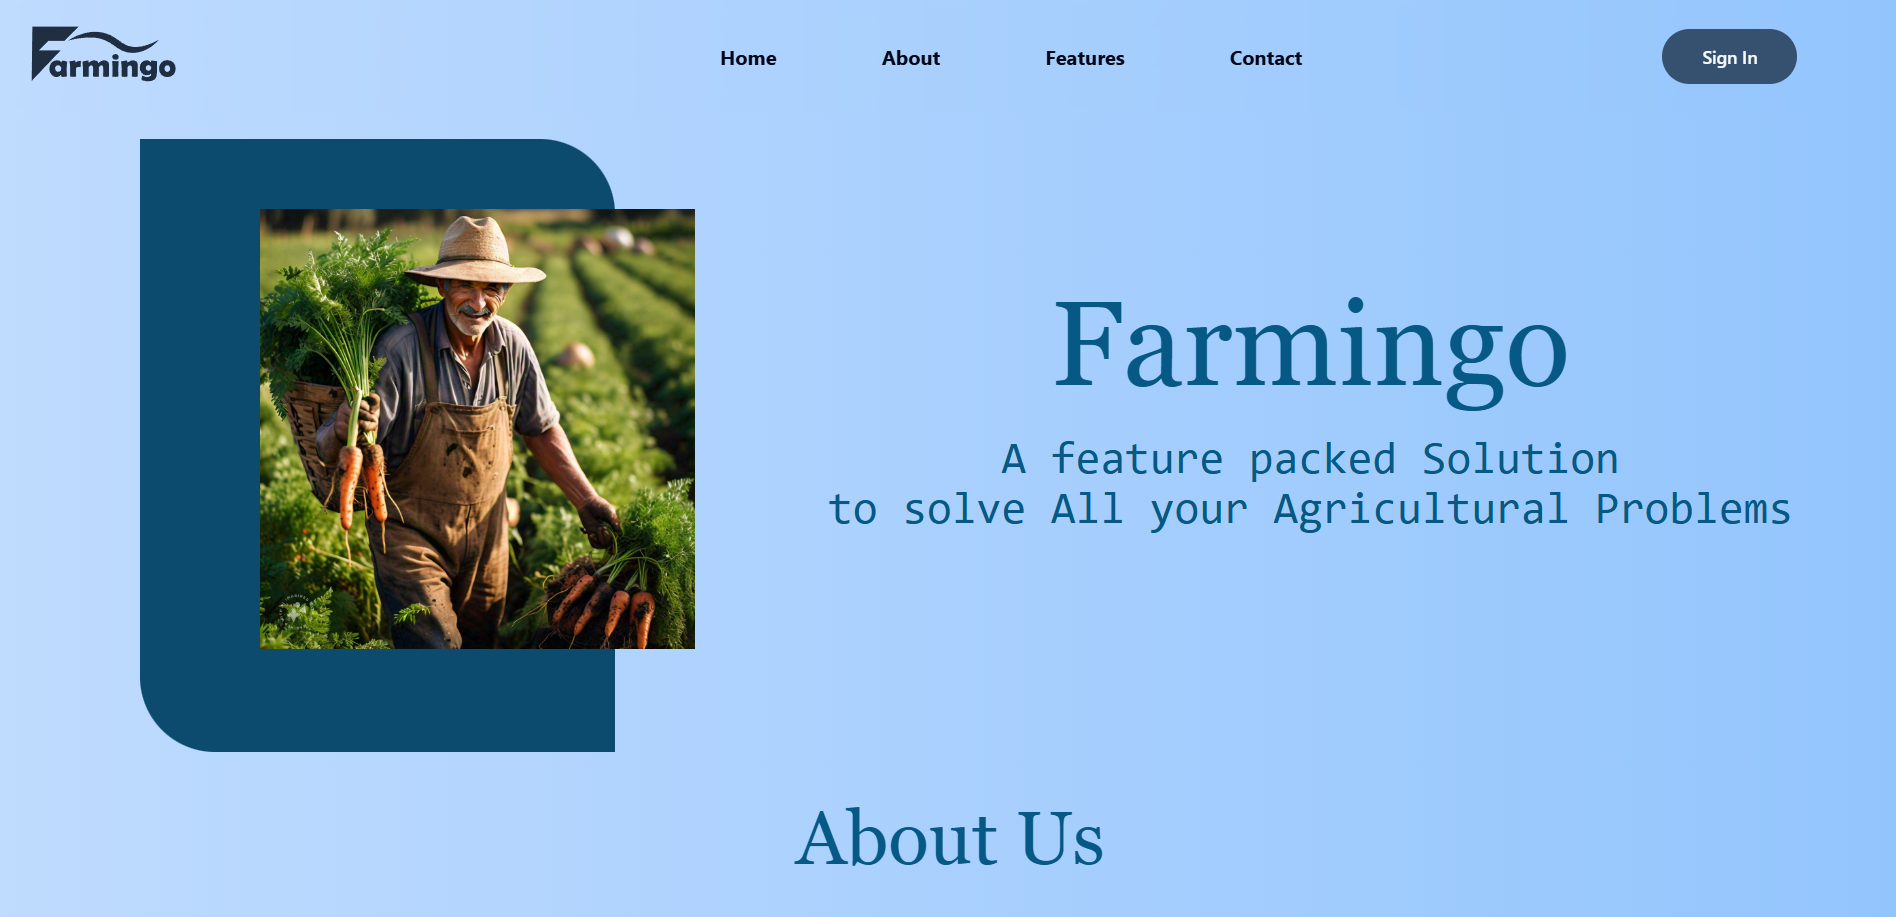 Farmingo
Home
About
Features
Contact
Sign In
Farmingo
A feature packed Solution
to solve All your Agricultural Problems
About Us